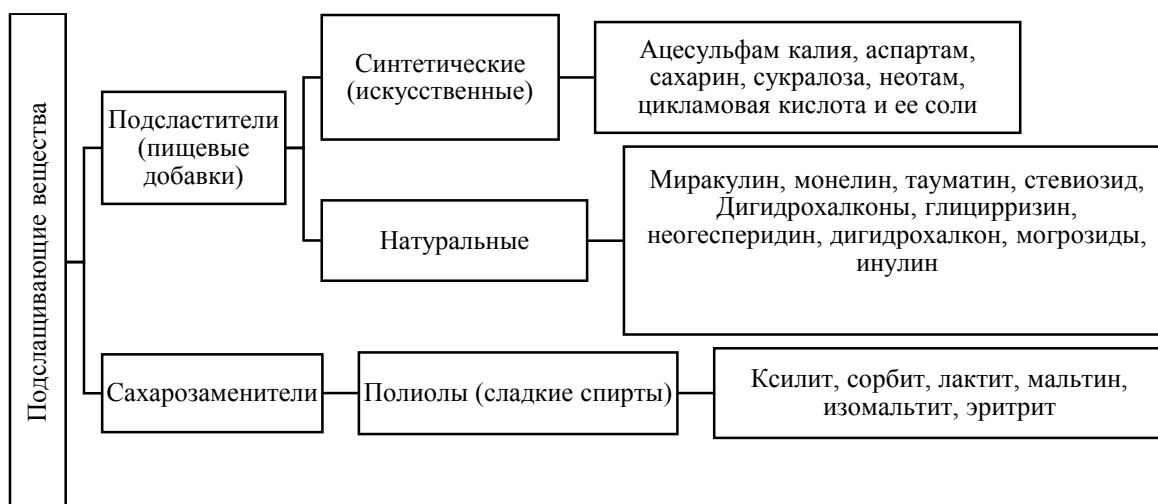 Подслащивающие вещества
Подсластители
(пищевые
добавки)
Синтетические
(искусственные)
Ацесульфам калия, аспартам,
сахарин, сукралоза, неотам,
цикламовая кислота и ее соли
Натуральные
Миракулин, монелин, тауматин, стевиозид,
Дигидрохалконы, глицирризин,
неогесперидин, дигидрохалкон, могрозиды,
инулин
Сахарозаменители
Полиолы (сладкие спирты)
Ксилит, сорбит, лактит, мальтин,
изомальтит, эритрит